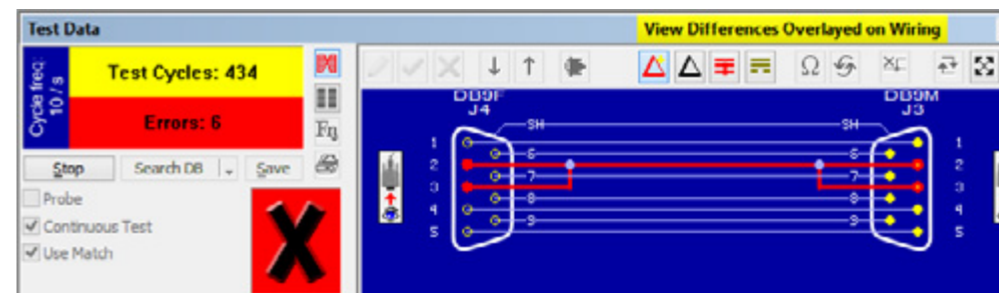 Test Data
View Differences Overlayed on Wiring
Cycle freq:
10 / s
Test Cycles: 434
Errors: 6
Stop
Search DB
Save
Probe
Continuous Test
Use Match
Ω
DB9F
J4
DB9M
J3
SH
SH
1
1
6
6
2
2
7
7
3
3
8
8
4
4
9
9
5
5